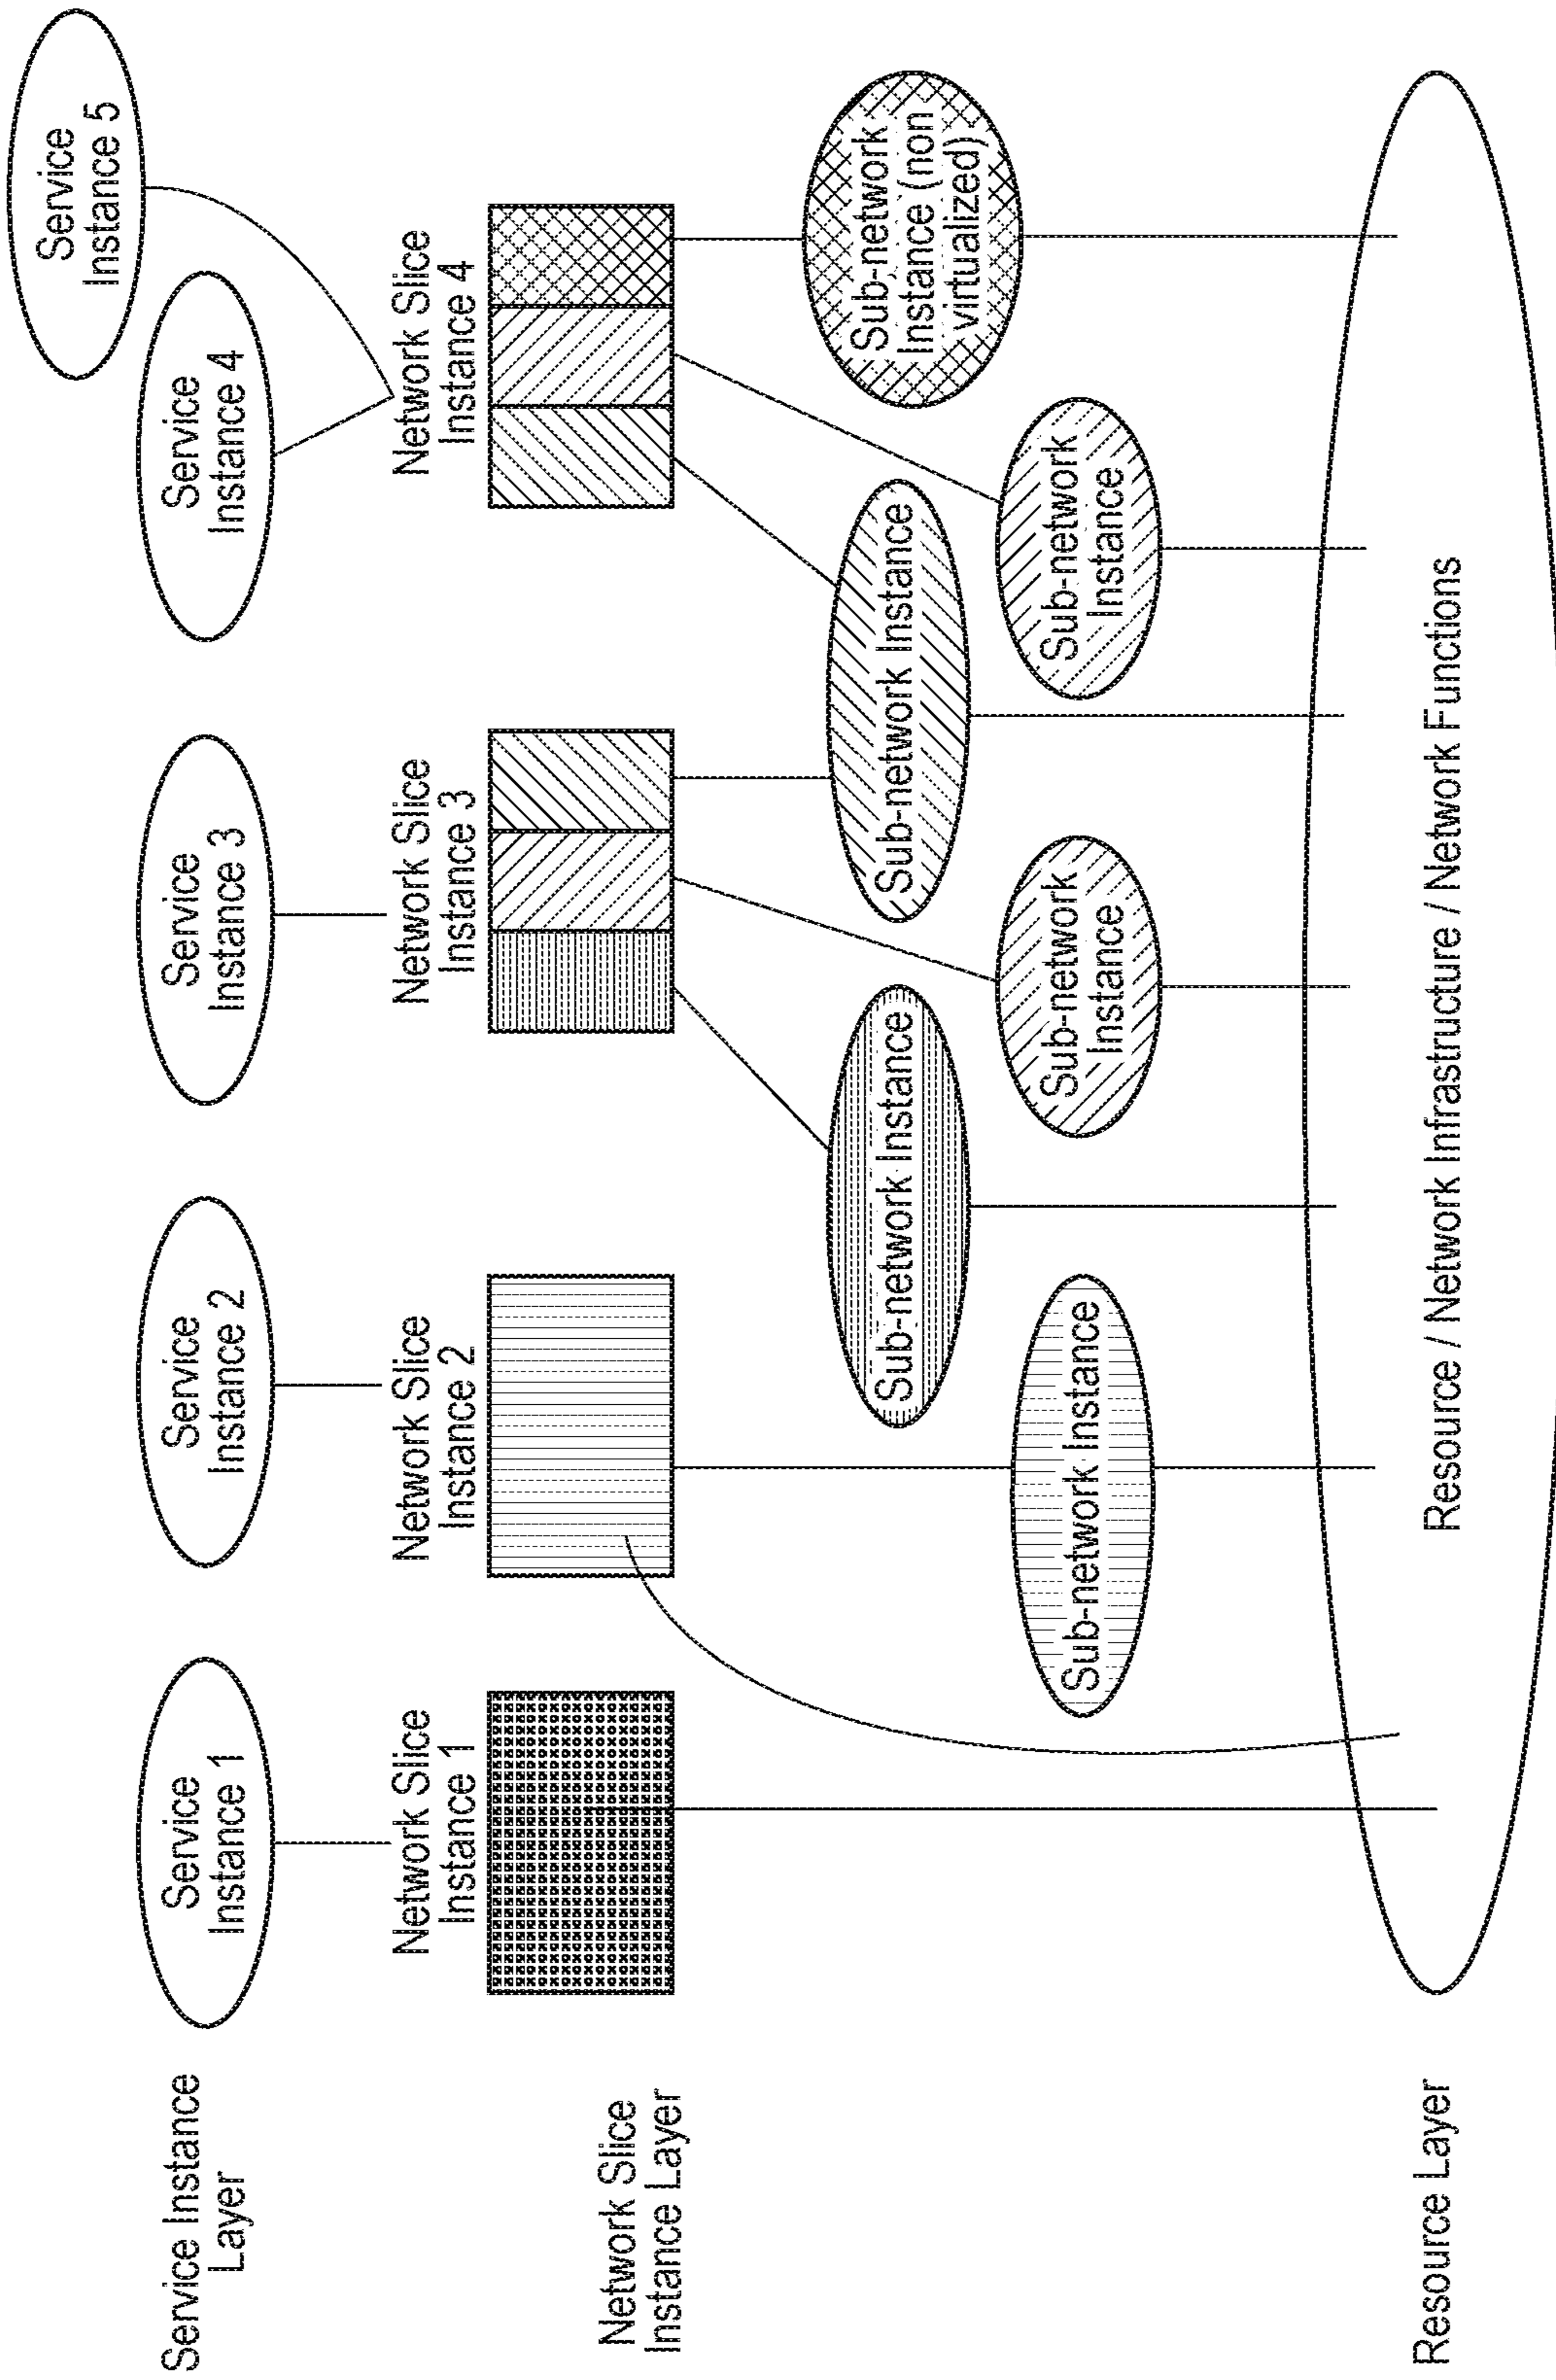 Service
Instance 5
Service Instance
Layer
Service
Instance 1
Service
Instance 2
Service
Instance 3
Service
Instance 4
Network Slice
Instance 1
Network Slice
Instance 2
Network Slice
Instance 3
Network Slice
Instance 4
Network Slice
Instance Layer
Sub-network
Instance (non
virtualized)
Sub-network Instance
Sub-network Instance
Sub-network Instance
Sub-network
Instance
Sub-network
Instance
Resource Layer
Resource / Network Infrastructure / Network Functions